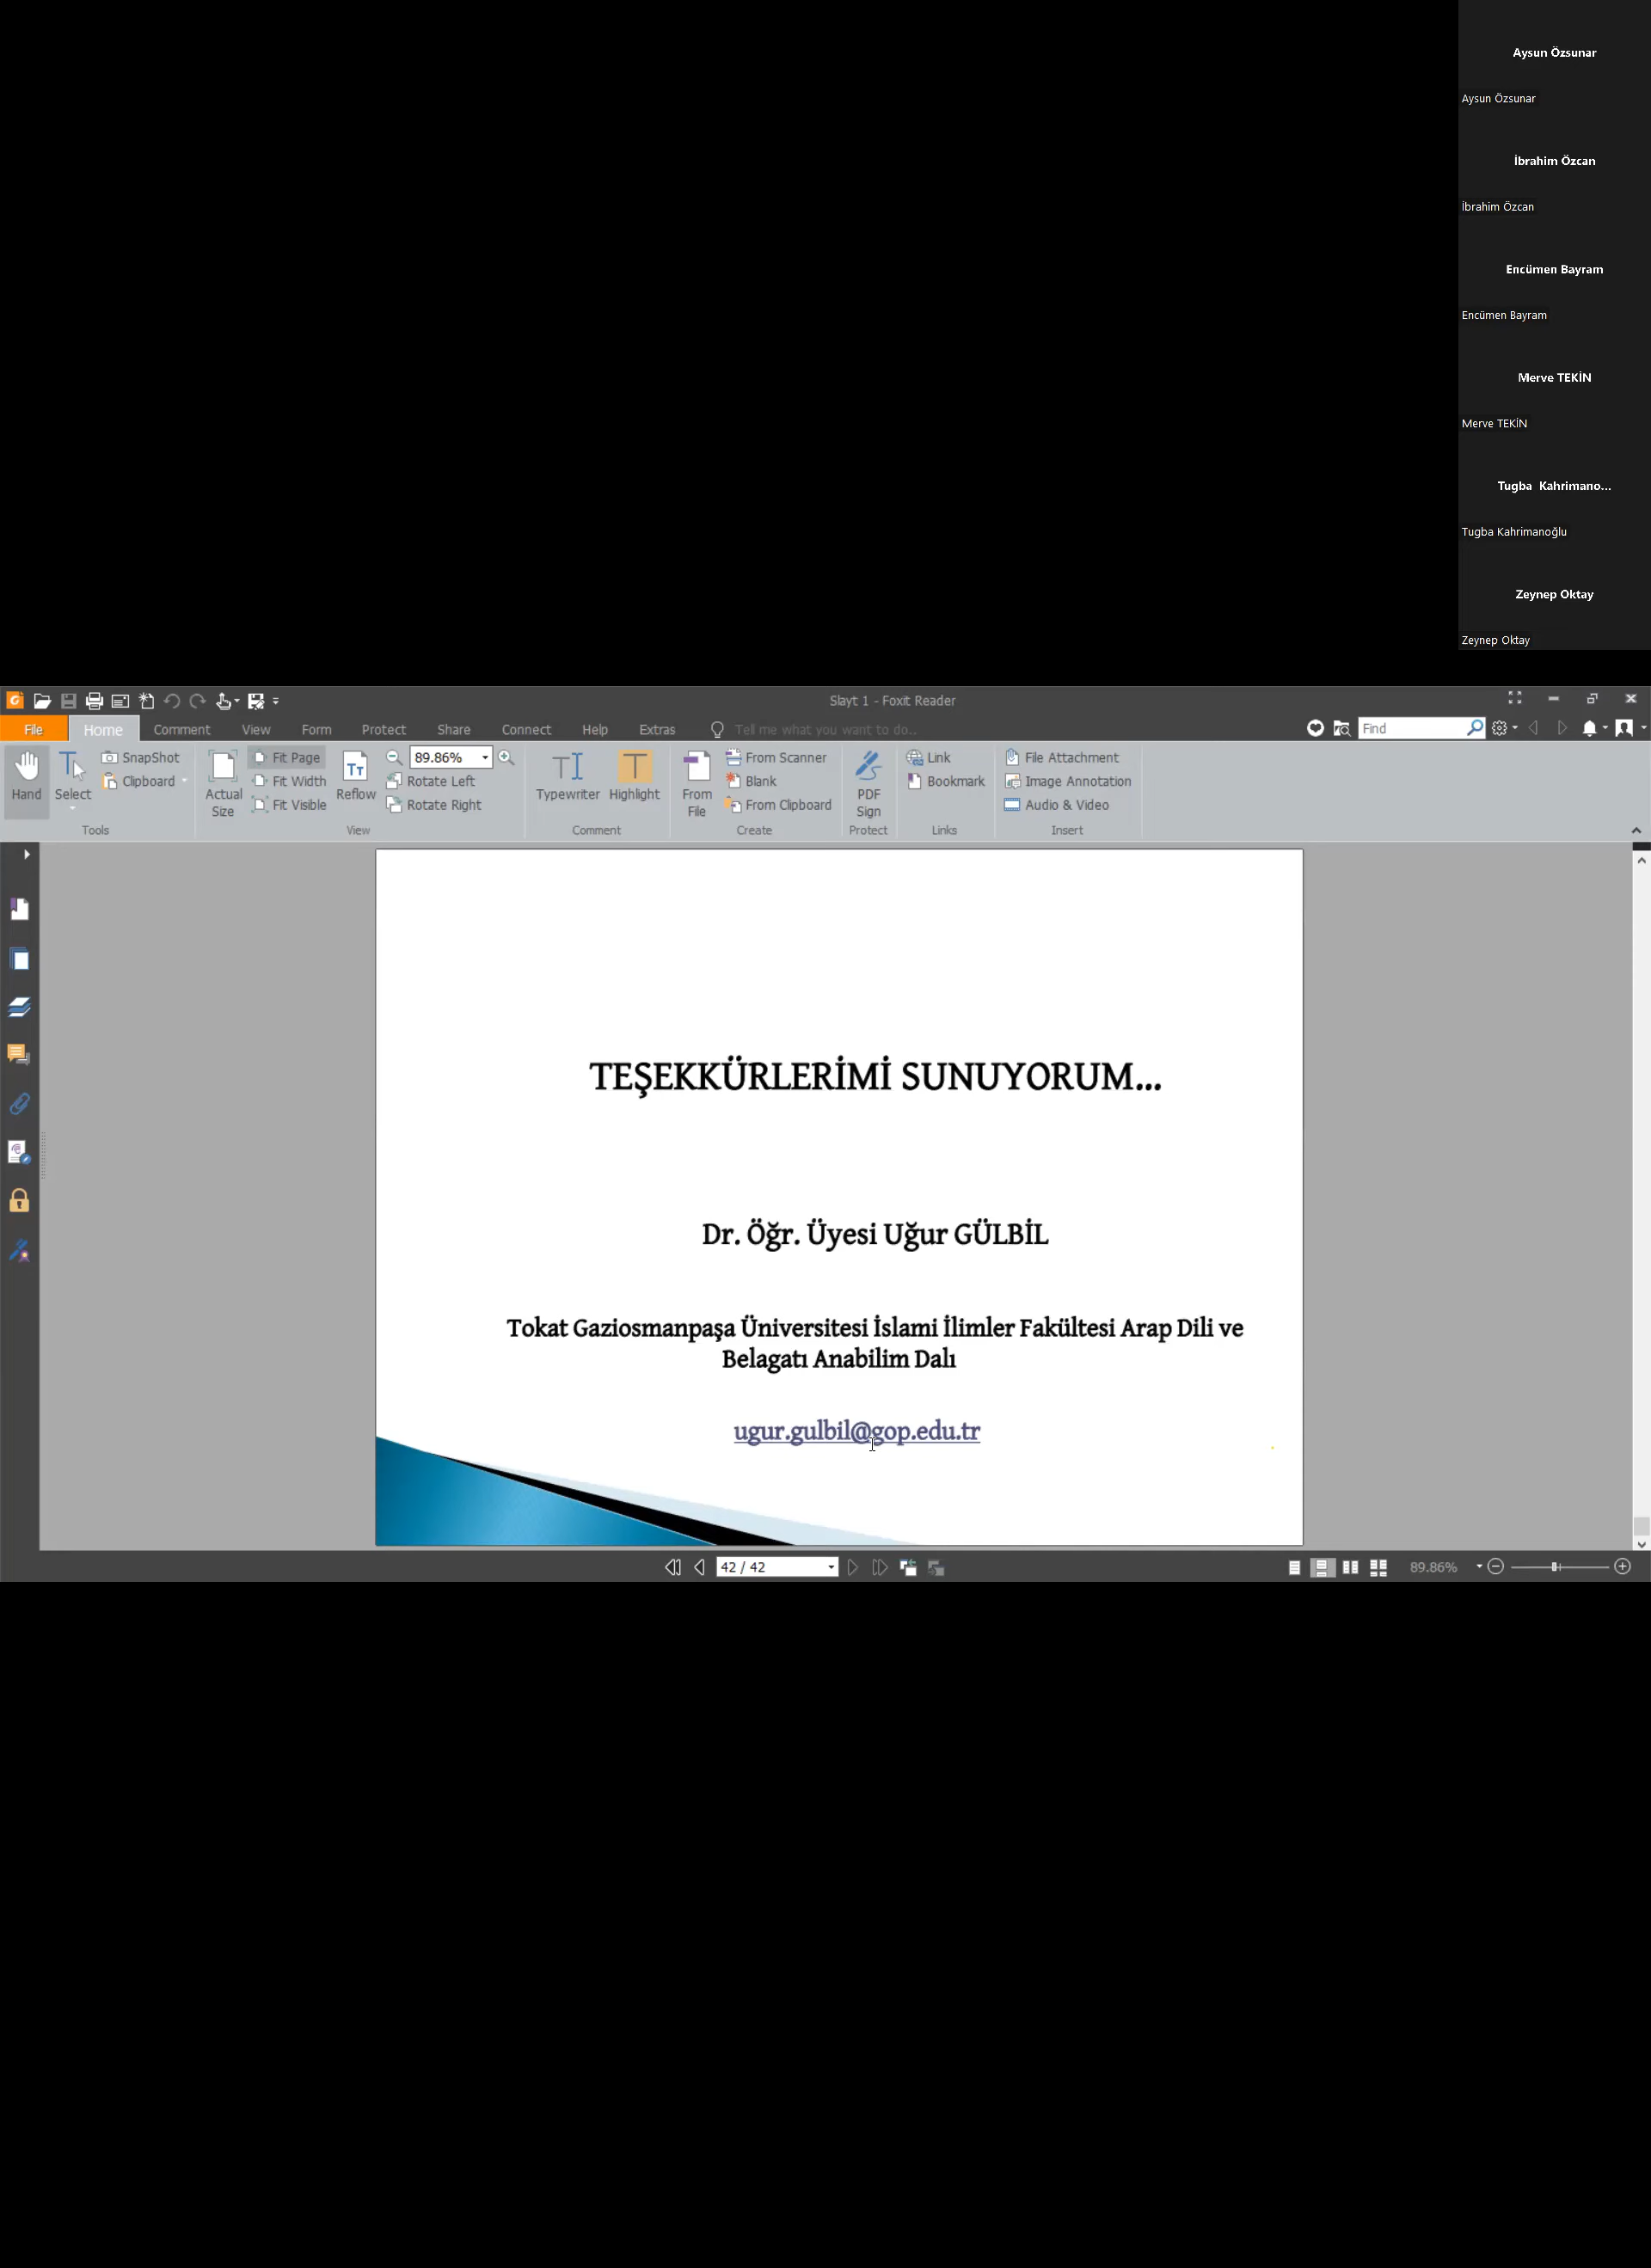 Aysun Özsunar
Aysun Özsunar
İbrahim Özcan
İbrahim Özcan
Encümen Bayram
Encümen Bayram
Merve TEKİN
Merve TEKİN
Tugba Kahrimano...
Tugba Kahrimanoğlu
Zeynep Oktay
Zeynep Oktay
Slayt 1 - Foxit Reader
File Home Comment View Form Protect Share Connect Help Extras Tell me what you want to do.. Find
Hand
Select
SnapShot
Clipboard
Tools
Actual
Size
Fit Page
Fit Width
Fit Visible
Reflow
89.86%
Rotate Left
Rotate Right
View
Typewriter
Highlight
Comment
From
File
From Scanner
Blank
From Clipboard
Create
PDF
Sign
Protect
Link
Bookmark
Links
File Attachment
Image Annotation
Audio & Video
Insert
TEŞEKKÜRLERİMİ SUNUYORUM...
Dr. Öğr. Üyesi Uğur GÜLBİL
Tokat Gaziosmanpaşa Üniversitesi İslami İlimler Fakültesi Arap Dili ve
Belagatı Anabilim Dalı
ugur.gulbil@gop.edu.tr
42 / 42
89.86%